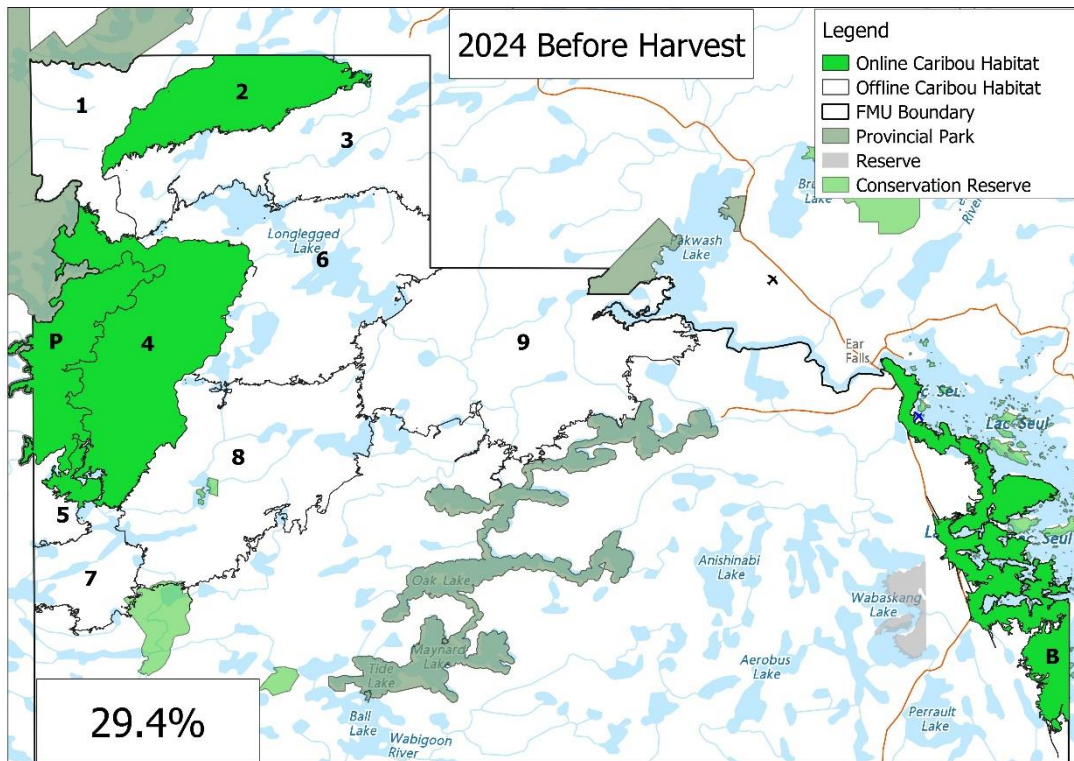 2024 Before Harvest
Legend
Online Caribou Habitat
Offline Caribou Habitat
FMU Boundary
Provincial Park
Reserve
Conservation Reserve
1
2
3
Longlegged
Lake
6
Pakwash
Lake
Lake
River
P
4
9
Ear
Falls
Lac Seul
8
5
7
Oak Lake
Anishinabi
Lake
Wabaskang
Lake
Maynard
Lake
Tide
Lake
Aerobus
Lake
B
Ball
Lake
Wabigoon
River
Perrault
Lake
29.4%